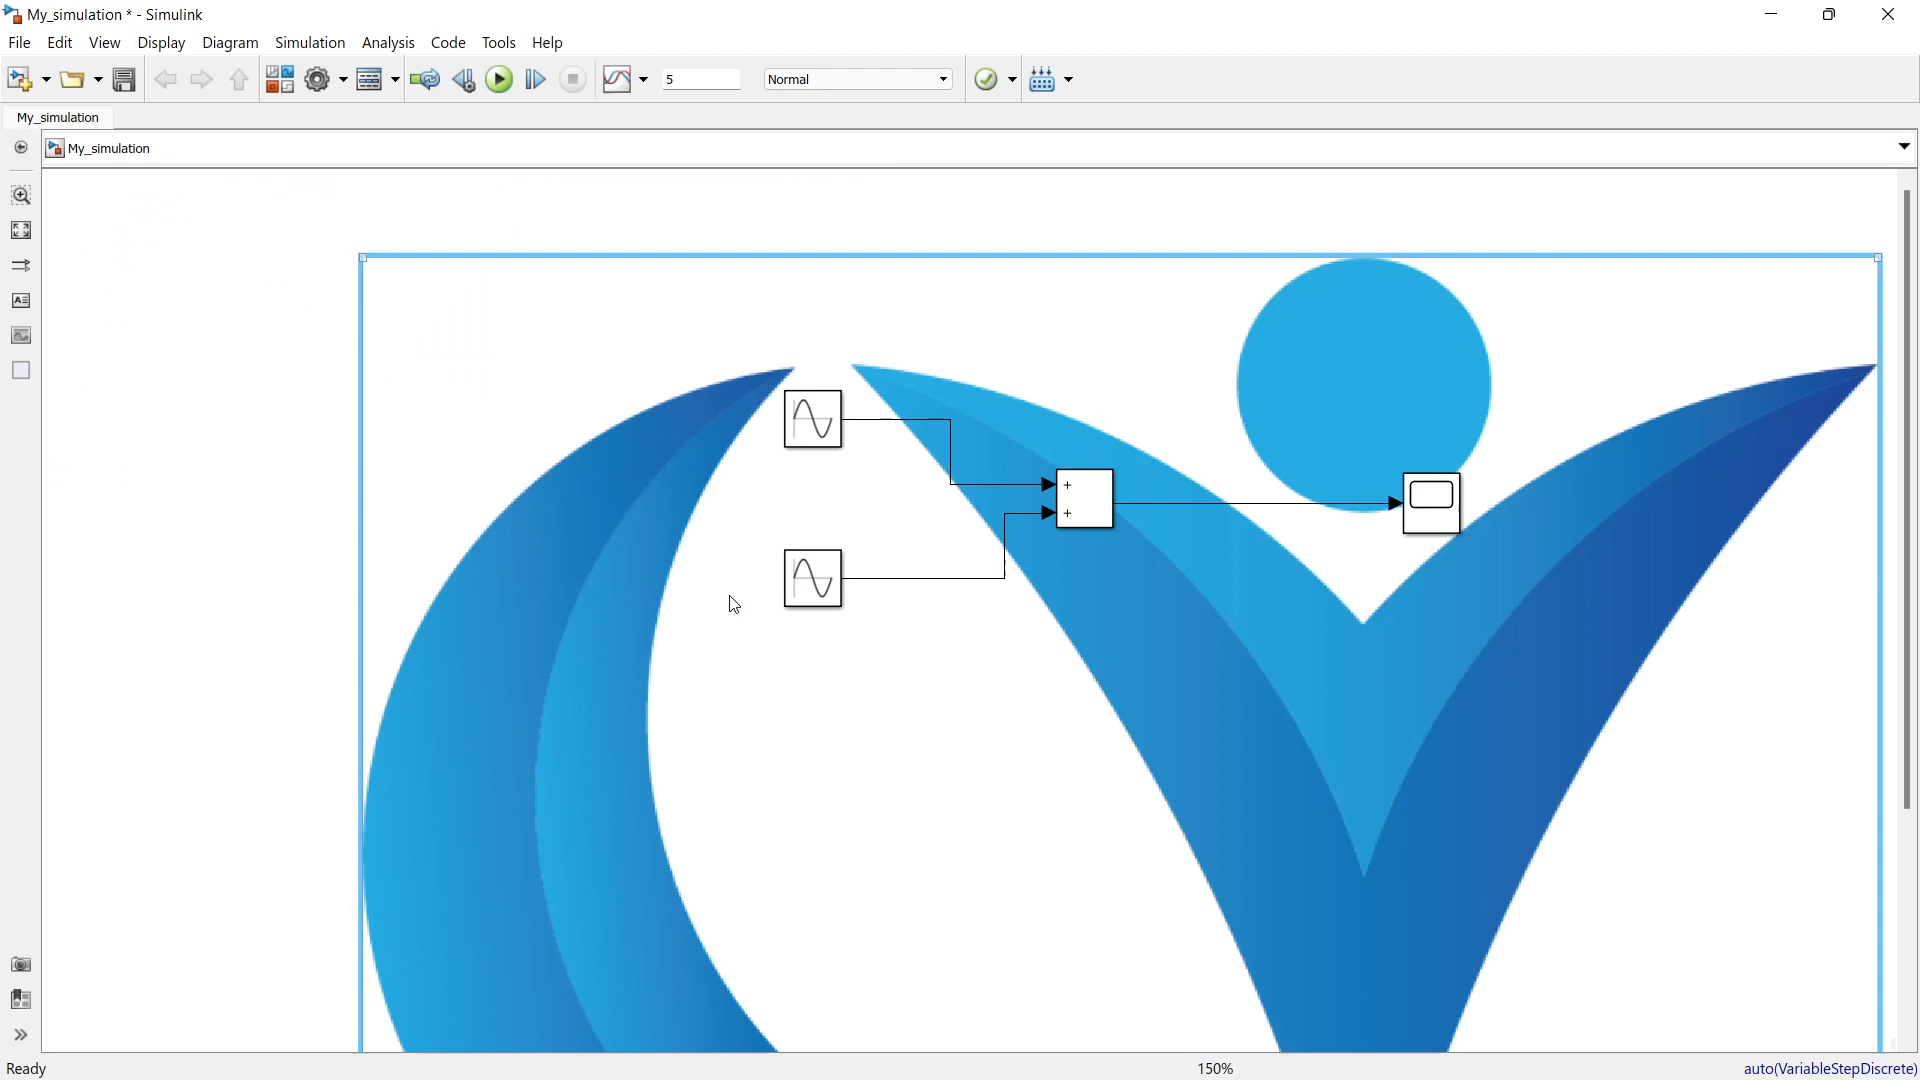 My_simulation * - Simulink
File Edit View Display Diagram Simulation Analysis Code Tools Help
5 Normal
My_simulation
My_simulation
+
+
Ready 150% auto(VariableStepDiscrete)